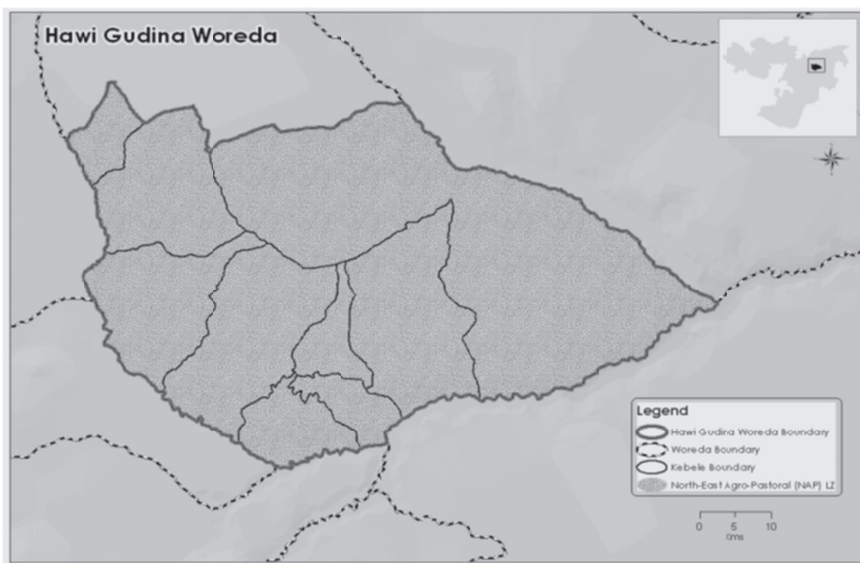 Hawi Gudina Woreda
Legend
Hawi Gudina Woreda Boundary
Woreda Boundary
Kebele Boundary
North-East Agro-Pastoral (NAP) LZ
0 5 10
Kms